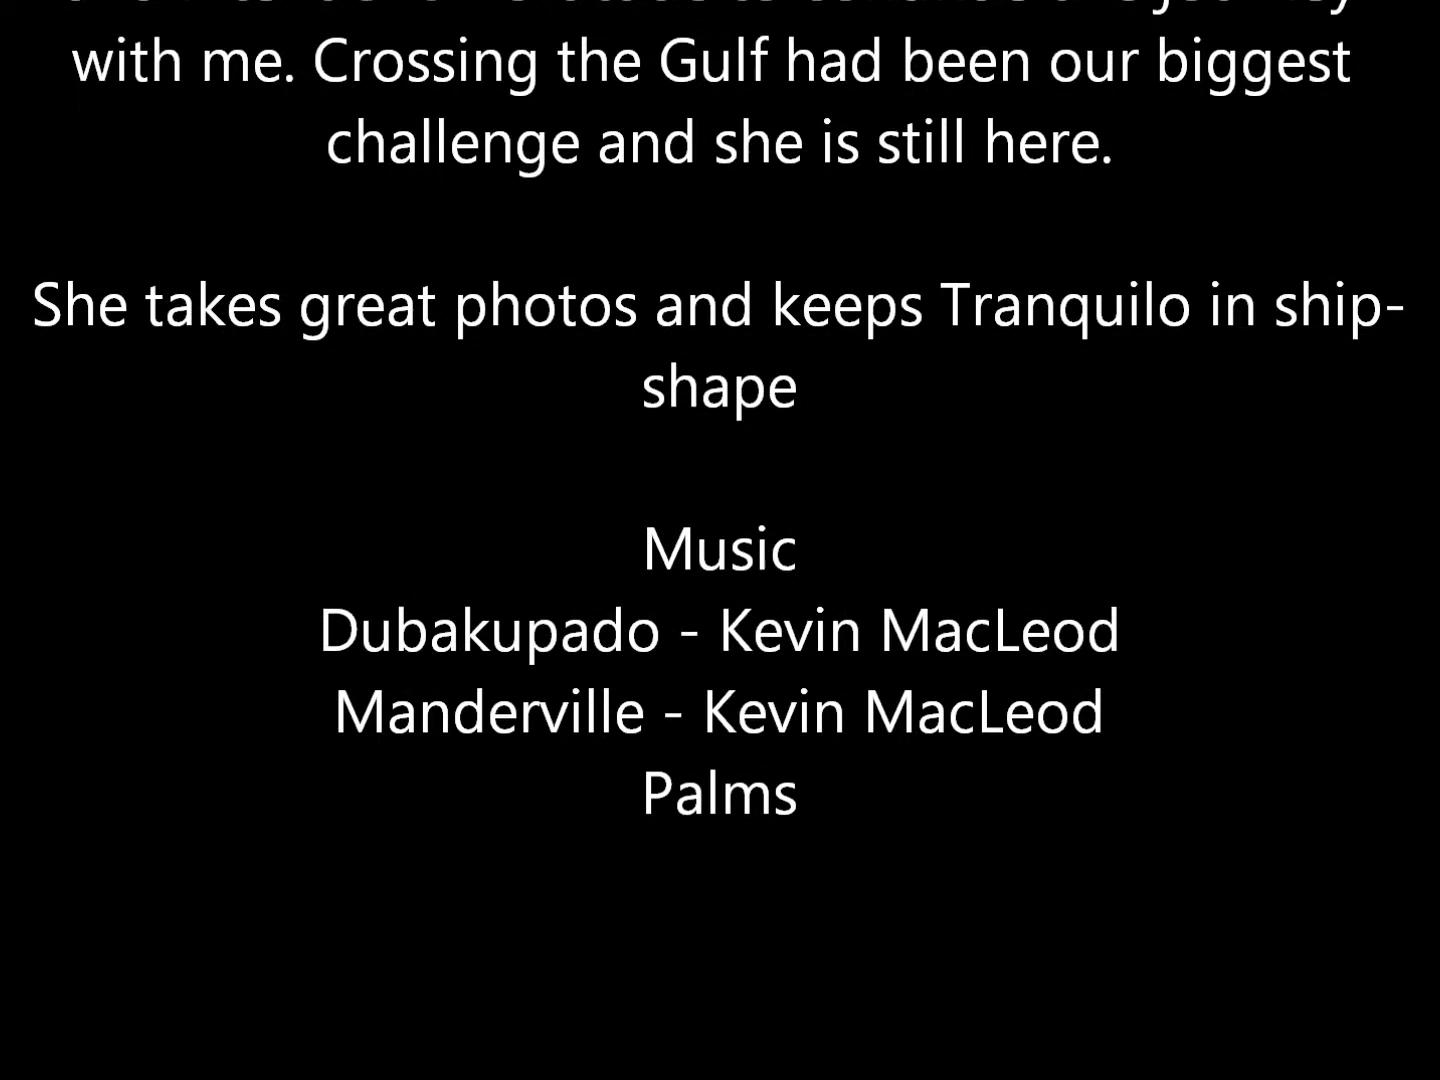 with me. Crossing the Gulf had been our biggest
challenge and she is still here.
She takes great photos and keeps Tranquilo in ship-
shape
Music
Dubakupado - Kevin MacLeod
Manderville - Kevin MacLeod
Palms